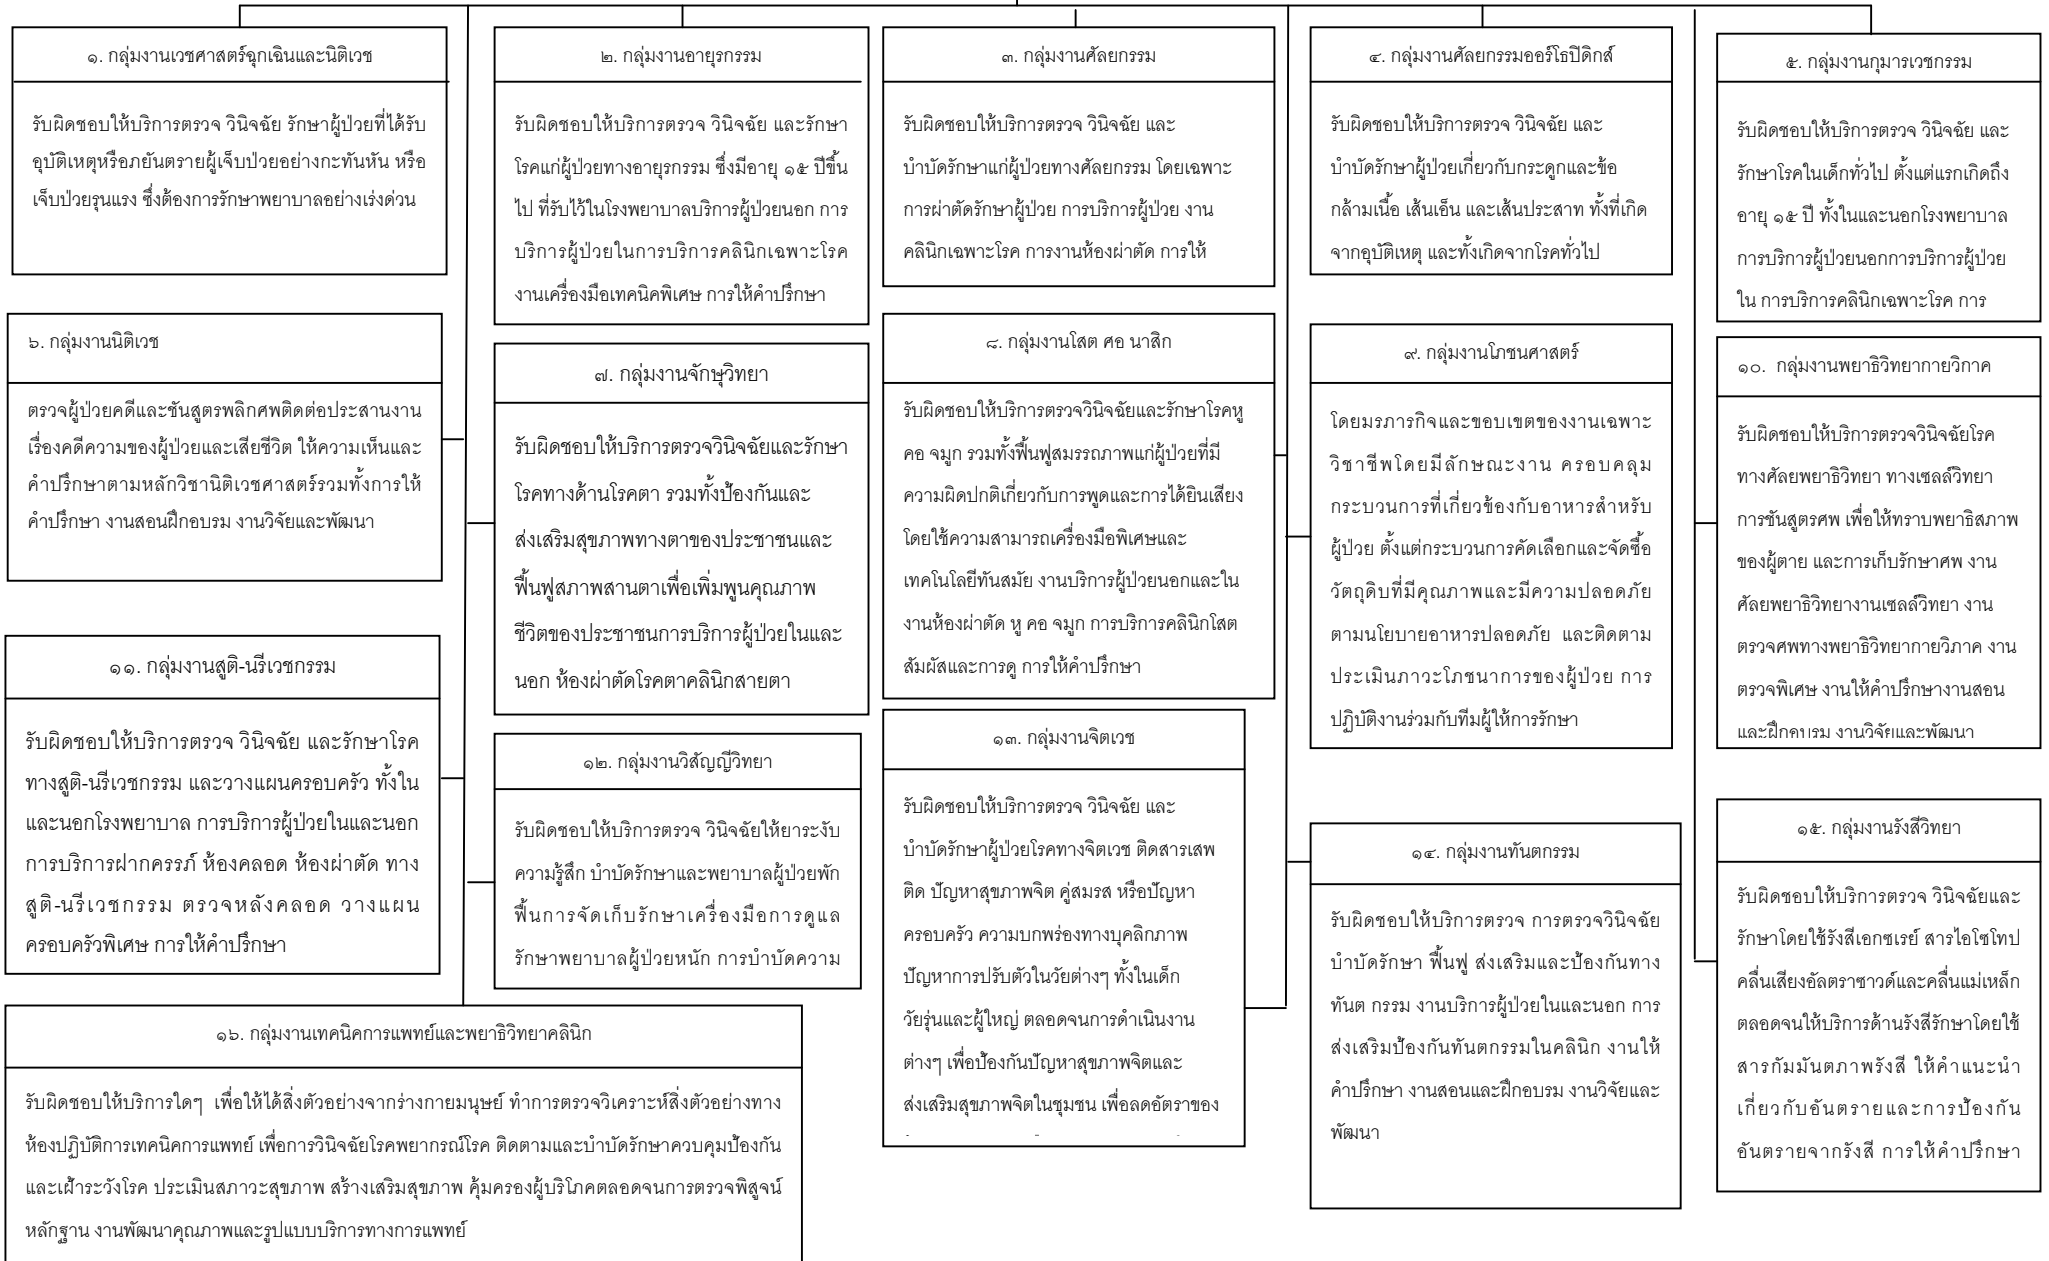 ๑. กลุ่มงานเวชศาสตร์ฉุกเฉินและนิติเวช
รับผิดชอบให้บริการตรวจ วินิจฉัย รักษาผู้ป่วยที่ได้รับ
อุบัติเหตุหรือภยันตรายผู้เจ็บป่วยอย่างกะทันหัน หรือ
เจ็บป่วยรุนแรง ซึ่งต้องการรักษาพยาบาลอย่างเร่งด่วน
๒. กลุ่มงานอายุรกรรม
รับผิดชอบให้บริการตรวจ วินิจฉัย และรักษา
โรคแก่ผู้ป่วยทางอายุรกรรม ซึ่งมีอายุ ๑๕ ปีขึ้น
ไป ที่รับไว้ในโรงพยาบาลบริการผู้ป่วยนอก การ
บริการผู้ป่วยในการบริการคลินิกเฉพาะโรค
งานเครื่องมือเทคนิคพิเศษ การให้คำปรึกษา
๓. กลุ่มงานศัลยกรรม
รับผิดชอบให้บริการตรวจ วินิจฉัย และ
บำบัดรักษาแก่ผู้ป่วยทางศัลยกรรม โดยเฉพาะ
การผ่าตัดรักษาผู้ป่วย การบริการผู้ป่วย งาน
คลินิกเฉพาะโรค การงานห้องผ่าตัด การให้
๔. กลุ่มงานศัลยกรรมออร์โธปิดิกส์
รับผิดชอบให้บริการตรวจ วินิจฉัย และ
บำบัดรักษาผู้ป่วยเกี่ยวกับกระดูกและข้อ
กล้ามเนื้อ เส้นเอ็น และเส้นประสาท ทั้งที่เกิด
จากอุบัติเหตุ และทั้งเกิดจากโรคทั่วไป
๕. กลุ่มงานกุมารเวชกรรม
รับผิดชอบให้บริการตรวจ วินิจฉัย และ
รักษาโรคในเด็กทั่วไป ตั้งแต่แรกเกิดถึง
อายุ ๑๕ ปี ทั้งในและนอกโรงพยาบาล
การบริการผู้ป่วยนอกการบริการผู้ป่วย
ใน การบริการคลินิกเฉพาะโรค การ
๖. กลุ่มงานนิติเวช
ตรวจผู้ป่วยคดีและชันสูตรพลิกศพติดต่อประสานงาน
เรื่องคดีความของผู้ป่วยและเสียชีวิต ให้ความเห็นและ
คำปรึกษาตามหลักวิชานิติเวชศาสตร์รวมทั้งการให้
คำปรึกษา งานสอนฝึกอบรม งานวิจัยและพัฒนา
๗. กลุ่มงานจักษุวิทยา
รับผิดชอบให้บริการตรวจวินิจฉัยและรักษา
โรคทางด้านโรคตา รวมทั้งป้องกันและ
ส่งเสริมสุขภาพทางตาของประชาชนและ
ฟื้นฟูสภาพสานตาเพื่อเพิ่มพูนคุณภาพ
ชีวิตของประชาชนการบริการผู้ป่วยในและ
นอก ห้องผ่าตัดโรคตาคลินิกสายตา
๘. กลุ่มงานโสต ศอ นาสิก
รับผิดชอบให้บริการตรวจวินิจฉัยและรักษาโรคหู
คอ จมูก รวมทั้งฟื้นฟูสมรรถภาพแก่ผู้ป่วยที่มี
ความผิดปกติเกี่ยวกับการพูดและการได้ยินเสียง
โดยใช้ความสามารถเครื่องมือพิเศษและ
เทคโนโลยีทันสมัย งานบริการผู้ป่วยนอกและใน
งานห้องผ่าตัด หู คอ จมูก การบริการคลินิกโสต
สัมผัสและการดู การให้คำปรึกษา
๙. กลุ่มงานโภชนศาสตร์
โดยมรภารกิจและขอบเขตของงานเฉพาะ
วิชาชีพโดยมีลักษณะงาน ครอบคลุม
กระบวนการที่เกี่ยวข้องกับอาหารสำหรับ
ผู้ป่วย ตั้งแต่กระบวนการคัดเลือกและจัดซื้อ
วัตถุดิบที่มีคุณภาพและมีความปลอดภัย
ตามนโยบายอาหารปลอดภัย และติดตาม
ประเมินภาวะโภชนาการของผู้ป่วย การ
ปฏิบัติงานร่วมกับทีมผู้ให้การรักษา
๑๐. กลุ่มงานพยาธิวิทยากายวิภาค
รับผิดชอบให้บริการตรวจวินิจฉัยโรค
ทางศัลยพยาธิวิทยา ทางเซลล์วิทยา
การชันสูตรศพ เพื่อให้ทราบพยาธิสภาพ
ของผู้ตาย และการเก็บรักษาศพ งาน
ศัลยพยาธิวิทยางานเซลล์วิทยา งาน
ตรวจศพทางพยาธิวิทยากายวิภาค งาน
ตรวจพิเศษ งานให้คำปรึกษางานสอน
และฝึกอบรม งานวิจัยและพัฒนา
๑๑. กลุ่มงานสูติ-นรีเวชกรรม
รับผิดชอบให้บริการตรวจ วินิจฉัย และรักษาโรค
ทางสูติ-นรีเวชกรรม และวางแผนครอบครัว ทั้งใน
และนอกโรงพยาบาล การบริการผู้ป่วยในและนอก
การบริการฝากครรภ์ ห้องคลอด ห้องผ่าตัด ทาง
สูติ-นรีเวชกรรม ตรวจหลังคลอด วางแผน
ครอบครัวพิเศษ การให้คำปรึกษา
๑๒. กลุ่มงานวิสัญญีวิทยา
รับผิดชอบให้บริการตรวจ วินิจฉัยให้ยาระงับ
ความรู้สึก บำบัดรักษาและพยาบาลผู้ป่วยพัก
ฟื้นการจัดเก็บรักษาเครื่องมือการดูแล
รักษาพยาบาลผู้ป่วยหนัก การบำบัดความ
๑๓. กลุ่มงานจิตเวช
รับผิดชอบให้บริการตรวจ วินิจฉัย และ
บำบัดรักษาผู้ป่วยโรคทางจิตเวช ติดสารเสพ
ติด ปัญหาสุขภาพจิต คู่สมรส หรือปัญหา
ครอบครัว ความบกพร่องทางบุคลิกภาพ
ปัญหาการปรับตัวในวัยต่างๆ ทั้งในเด็ก
วัยรุ่นและผู้ใหญ่ ตลอดจนการดำเนินงาน
ต่างๆ เพื่อป้องกันปัญหาสุขภาพจิตและ
ส่งเสริมสุขภาพจิตในชุมชน เพื่อลดอัตราของ
๑๔. กลุ่มงานทันตกรรม
รับผิดชอบให้บริการตรวจ การตรวจวินิจฉัย
บำบัดรักษา ฟื้นฟู ส่งเสริมและป้องกันทาง
ทันต กรรม งานบริการผู้ป่วยในและนอก การ
ส่งเสริมป้องกันทันตกรรมในคลินิก งานให้
คำปรึกษา งานสอนและฝึกอบรม งานวิจัยและ
พัฒนา
๑๕. กลุ่มงานรังสีวิทยา
รับผิดชอบให้บริการตรวจ วินิจฉัยและ
รักษาโดยใช้รังสีเอกซเรย์ สารไอโซโทป
คลื่นเสียงอัลตราซาวด์และคลื่นแม่เหล็ก
ตลอดจนให้บริการด้านรังสีรักษาโดยใช้
สารกัมมันตภาพรังสี ให้คำแนะนำ
เกี่ยวกับอันตรายและการป้องกัน
อันตรายจากรังสี การให้คำปรึกษา
๑๖. กลุ่มงานเทคนิคการแพทย์และพยาธิวิทยาคลินิก
รับผิดชอบให้บริการใดๆ เพื่อให้ได้สิ่งตัวอย่างจากร่างกายมนุษย์ ทำการตรวจวิเคราะห์สิ่งตัวอย่างทาง
ห้องปฏิบัติการเทคนิคการแพทย์ เพื่อการวินิจฉัยโรคพยากรณ์โรค ติดตามและบำบัดรักษาควบคุมป้องกัน
และเฝ้าระวังโรค ประเมินสภาวะสุขภาพ สร้างเสริมสุขภาพ คุ้มครองผู้บริโภคตลอดจนการตรวจพิสูจน์
หลักฐาน งานพัฒนาคุณภาพและรูปแบบบริการทางการแพทย์